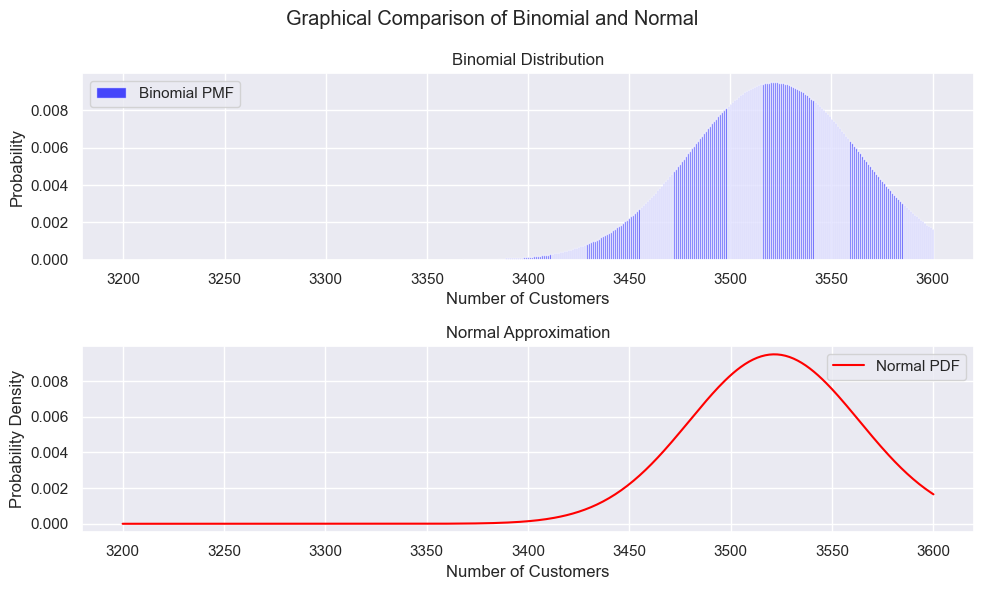 Graphical Comparison of Binomial and Normal
Binomial Distribution
Binomial PMF
Probability
0.008
0.006
0.004
0.002
0.000
3200 3250 3300 3350 3400 3450 3500 3550 3600
Number of Customers
Normal Approximation
Normal PDF
Probability Density
0.008
0.006
0.004
0.002
0.000
3200 3250 3300 3350 3400 3450 3500 3550 3600
Number of Customers